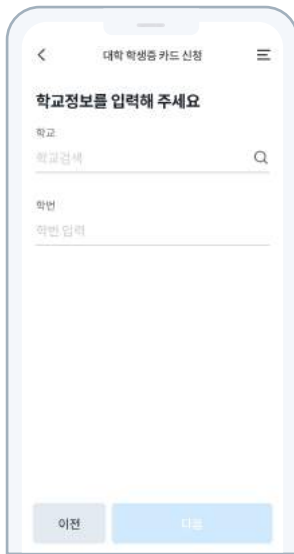 대학 학생증 카드 신청
학교정보를 입력해 주세요
학교
학교검색
학번
학번 입력
이전
다음